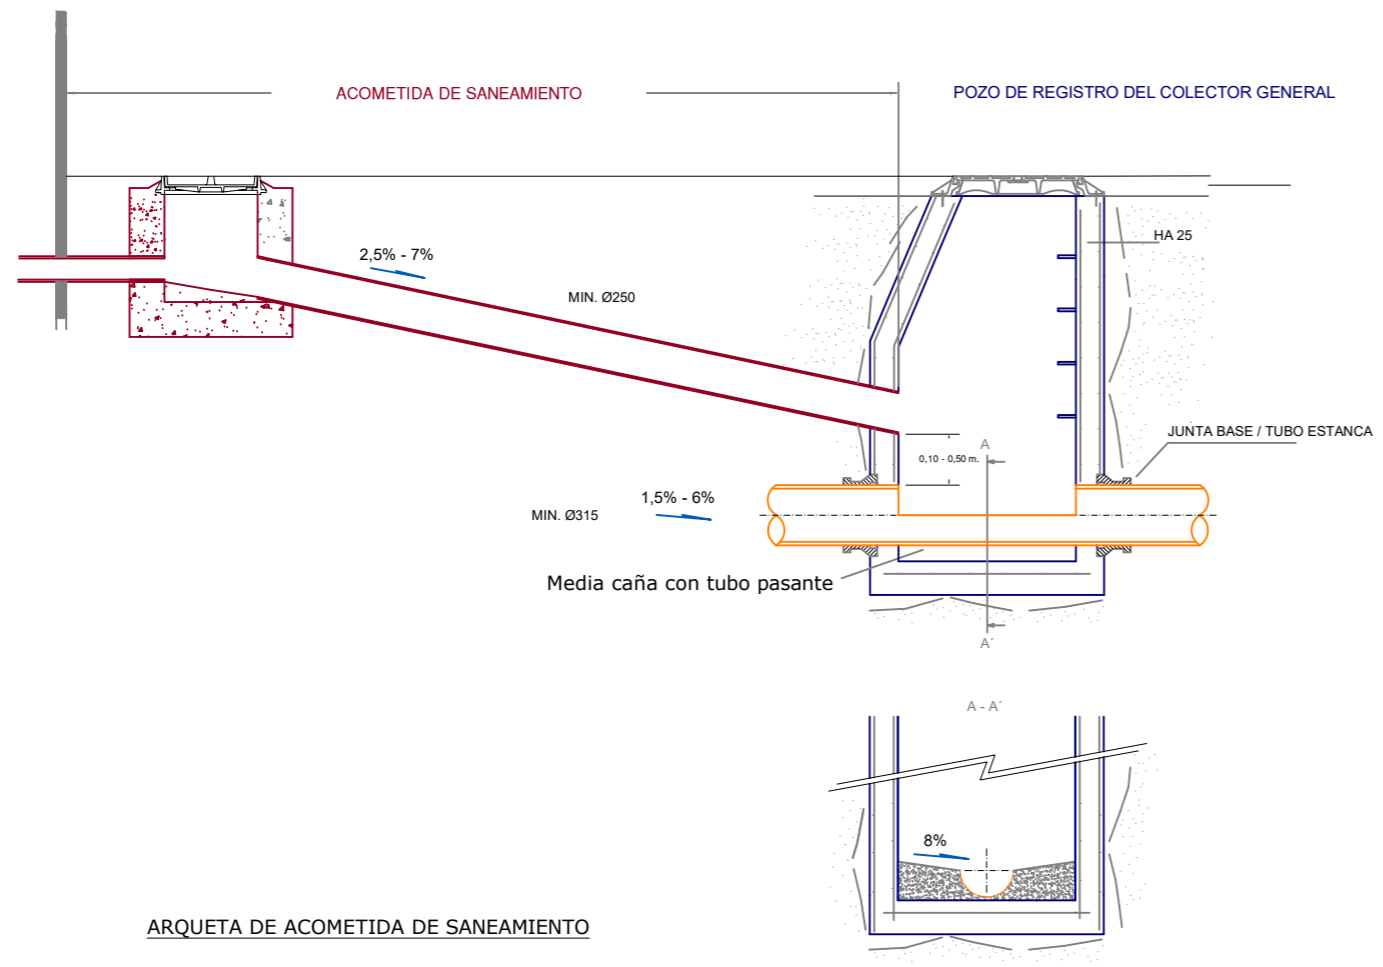 ACOMETIDA DE SANEAMIENTO
POZO DE REGISTRO DEL COLECTOR GENERAL
HA 25
2,5% - 7%
MIN. Ø250
JUNTA BASE / TUBO ESTANCA
A
0,10 - 0,50 m.
1,5% - 6%
MIN. Ø315
Media caña con tubo pasante
A´
A - A´
8%
ARQUETA DE ACOMETIDA DE SANEAMIENTO